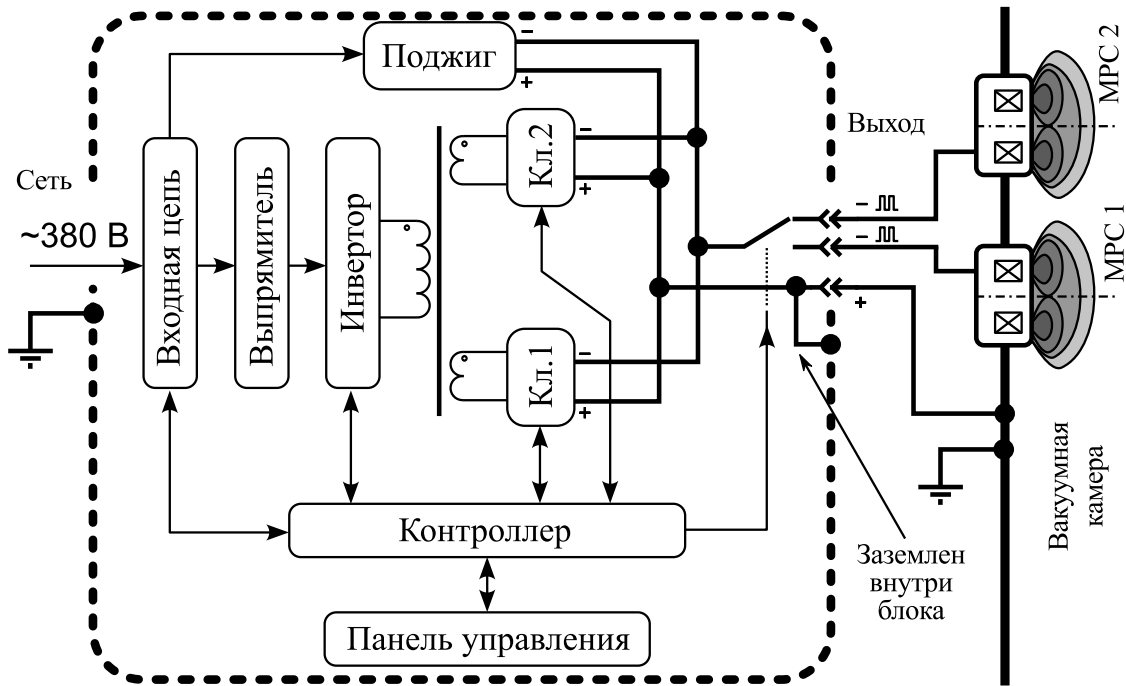 Поджиг
−
+
МРС 2
Сеть
~380 В
Входная цепь
Выпрямитель
Инвертор
Кл.2
−
+
Выход
−
−
+
МРС 1
Кл.1
−
+
Контроллер
Панель управления
Заземлен
внутри
блока
Вакуумная
камера